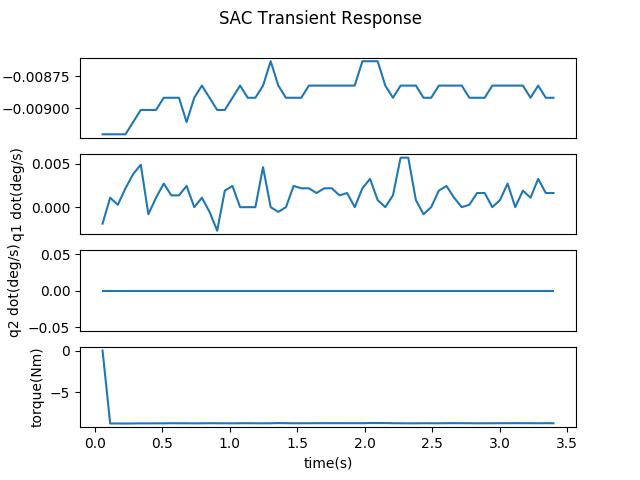 SAC Transient Response
−0.00875
−0.00900
q1 dot(deg/s)
0.005
0.000
q2 dot(deg/s)
0.05
0.00
−0.05
torque(Nm)
0
−5
0.0 0.5 1.0 1.5 2.0 2.5 3.0 3.5
time(s)